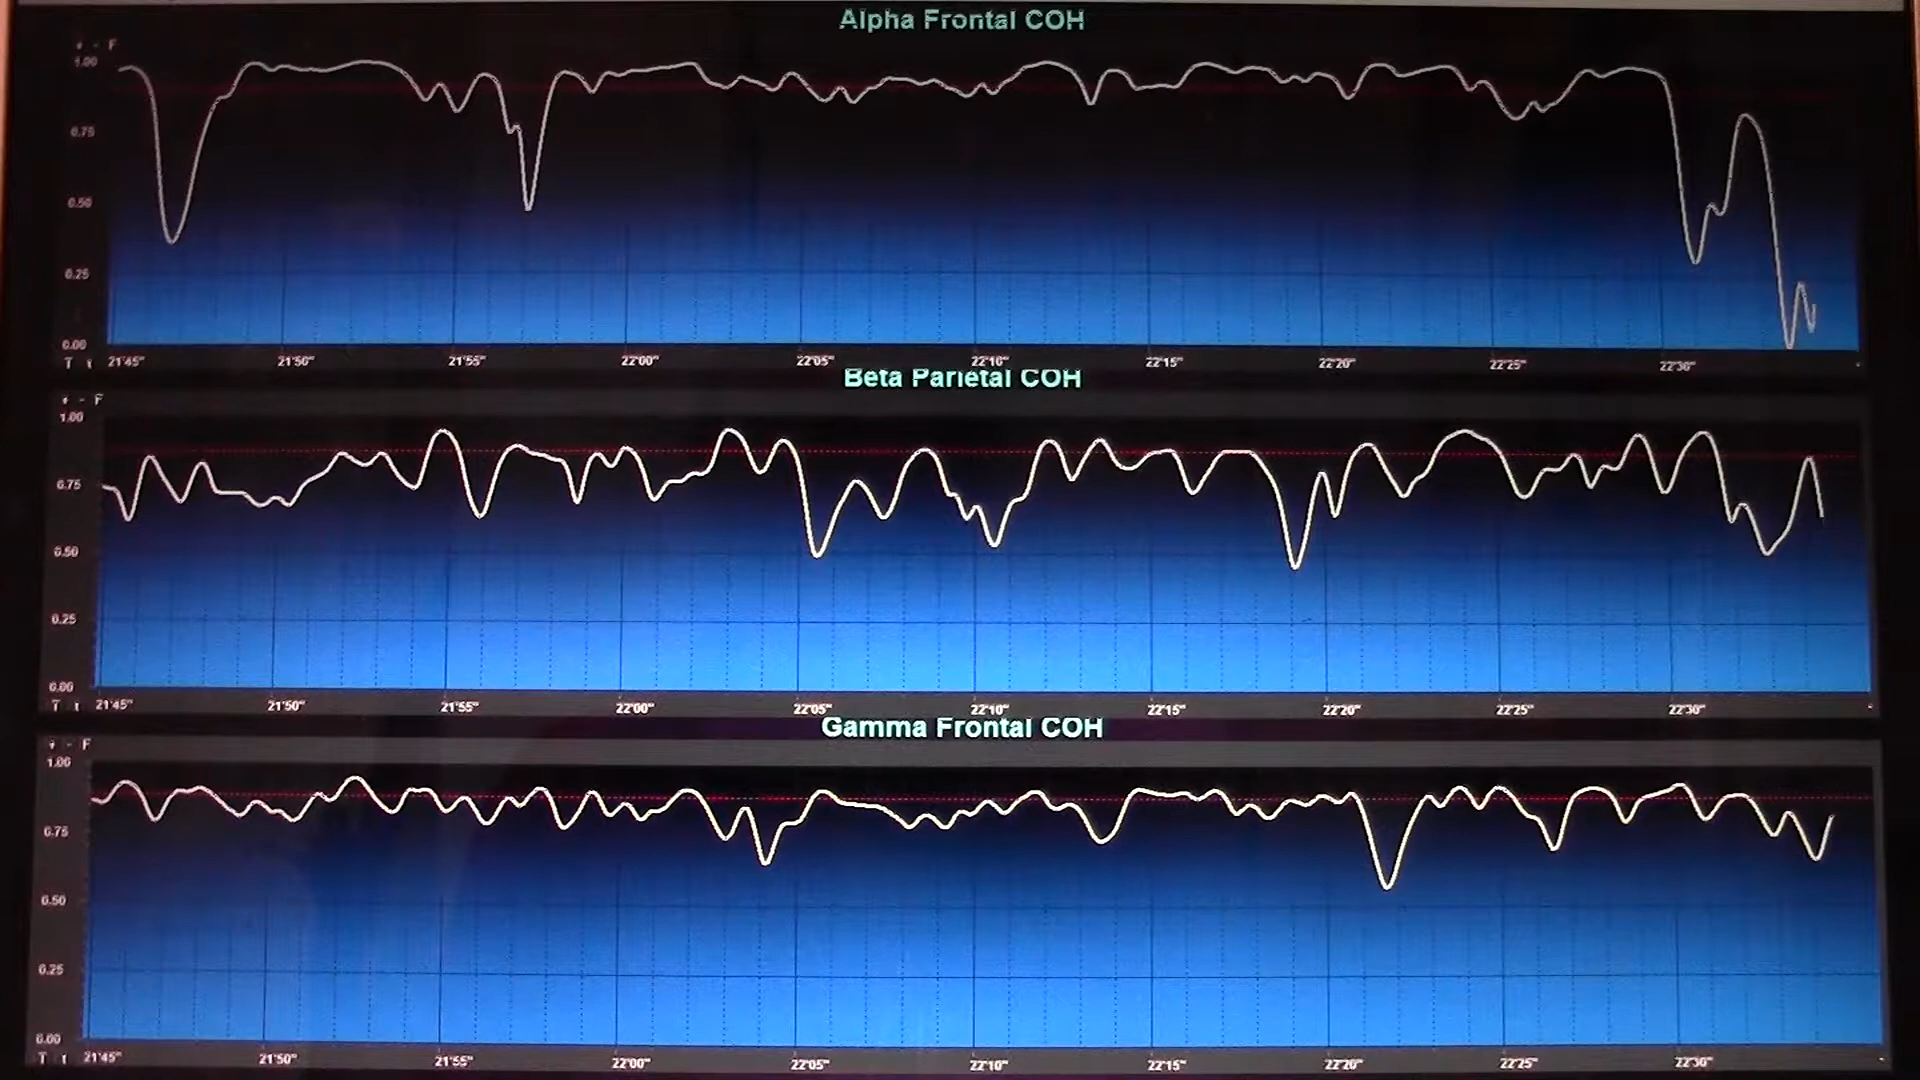 Alpha Frontal COH
F
1.00
0.75
0.50
0.25
0.00
T t 21'45" 21'50" 21'55" 22'00" 22'05" 22'10" 22'15" 22'20" 22'25" 22'30"
Beta Parietal COH
F
1.00
0.75
0.50
0.25
0.00
T t 21'45" 21'50" 21'55" 22'00" 22'05" 22'10" 22'15" 22'20" 22'25" 22'30"
Gamma Frontal COH
F
1.00
0.75
0.50
0.25
0.00
T t 21'45" 21'50" 21'55" 22'00" 22'05" 22'10" 22'15" 22'20" 22'25" 22'30"